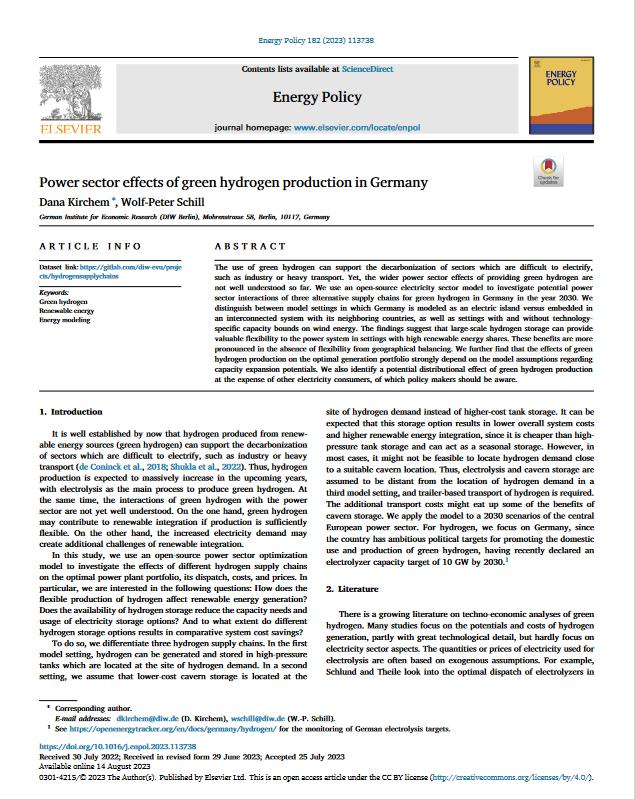 Energy Policy 182 (2023) 113738
Contents lists available at ScienceDirect
Energy Policy
journal homepage: www.elsevier.com/locate/enpol
ELSEVIER
ENERGY
POLICY
Check for
updates
Power sector effects of green hydrogen production in Germany
Dana Kirchem *, Wolf-Peter Schill
German Institute for Economic Research (DIW Berlin), Mohrenstrasse 58, Berlin, 10117, Germany
ARTICLE INFO
Dataset link: https://gitlab.com/diw-evu/proje
cts/hydrogensupplychains
Keywords:
Green hydrogen
Renewable energy
Energy modeling
ABSTRACT
The use of green hydrogen can support the decarbonization of sectors which are difficult to electrify,
such as industry or heavy transport. Yet, the wider power sector effects of providing green hydrogen are
not well understood so far. We use an open-source electricity sector model to investigate potential power
sector interactions of three alternative supply chains for green hydrogen in Germany in the year 2030. We
distinguish between model settings in which Germany is modeled as an electric island versus embedded in
an interconnected system with its neighboring countries, as well as settings with and without technology-
specific capacity bounds on wind energy. The findings suggest that large-scale hydrogen storage can provide
valuable flexibility to the power system in settings with high renewable energy shares. These benefits are more
pronounced in the absence of flexibility from geographical balancing. We further find that the effects of green
hydrogen production on the optimal generation portfolio strongly depend on the model assumptions regarding
capacity expansion potentials. We also identify a potential distributional effect of green hydrogen production
at the expense of other electricity consumers, of which policy makers should be aware.
1. Introduction
It is well established by now that hydrogen produced from renew-
able energy sources (green hydrogen) can support the decarbonization
of sectors which are difficult to electrify, such as industry or heavy
transport (de Coninck et al., 2018; Shukla et al., 2022). Thus, hydrogen
production is expected to massively increase in the upcoming years,
with electrolysis as the main process to produce green hydrogen. At
the same time, the interactions of green hydrogen with the power
sector are not yet well understood. On the one hand, green hydrogen
may contribute to renewable integration if production is sufficiently
flexible. On the other hand, the increased electricity demand may
create additional challenges of renewable integration.
In this study, we use an open-source power sector optimization
model to investigate the effects of different hydrogen supply chains
on the optimal power plant portfolio, its dispatch, costs, and prices. In
particular, we are interested in the following questions: How does the
flexible production of hydrogen affect renewable energy generation?
Does the availability of hydrogen storage reduce the capacity needs and
usage of electricity storage options? And to what extent do different
hydrogen storage options results in comparative system cost savings?
To do so, we differentiate three hydrogen supply chains. In the first
model setting, hydrogen can be generated and stored in high-pressure
tanks which are located at the site of hydrogen demand. In a second
setting, we assume that lower-cost cavern storage is located at the
site of hydrogen demand instead of higher-cost tank storage. It can be
expected that this storage option results in lower overall system costs
and higher renewable energy integration, since it is cheaper than high-
pressure tank storage and can act as a seasonal storage. However, in
most cases, it might not be feasible to locate hydrogen demand close
to a suitable cavern location. Thus, electrolysis and cavern storage are
assumed to be distant from the location of hydrogen demand in a
third model setting, and trailer-based transport of hydrogen is required.
The additional transport costs might eat up some of the benefits of
cavern storage. We apply the model to a 2030 scenarios of the central
European power sector. For hydrogen, we focus on Germany, since
the country has ambitious political targets for promoting the domestic
use and production of green hydrogen, having recently declared an
electrolyzer capacity target of 10 GW by 2030.1
2. Literature
There is a growing literature on techno-economic analyses of green
hydrogen. Many studies focus on the potentials and costs of hydrogen
generation, partly with great technological detail, but hardly focus on
electricity sector aspects. The quantities or prices of electricity used for
electrolysis are often based on exogenous assumptions. For example,
Schlund and Theile look into the optimal dispatch of electrolyzers in
* Corresponding author.
E-mail addresses: dkirchem@diw.de (D. Kirchem), wschill@diw.de (W.-P. Schill).
1 See https://openenergytracker.org/en/docs/germany/hydrogen/ for the monitoring of German electrolysis targets.
https://doi.org/10.1016/j.enpol.2023.113738
Received 30 July 2022; Received in revised form 29 June 2023; Accepted 25 July 2023
Available online 14 August 2023
0301-4215/© 2023 The Author(s). Published by Elsevier Ltd. This is an open access article under the CC BY license (http://creativecommons.org/licenses/by/4.0/).